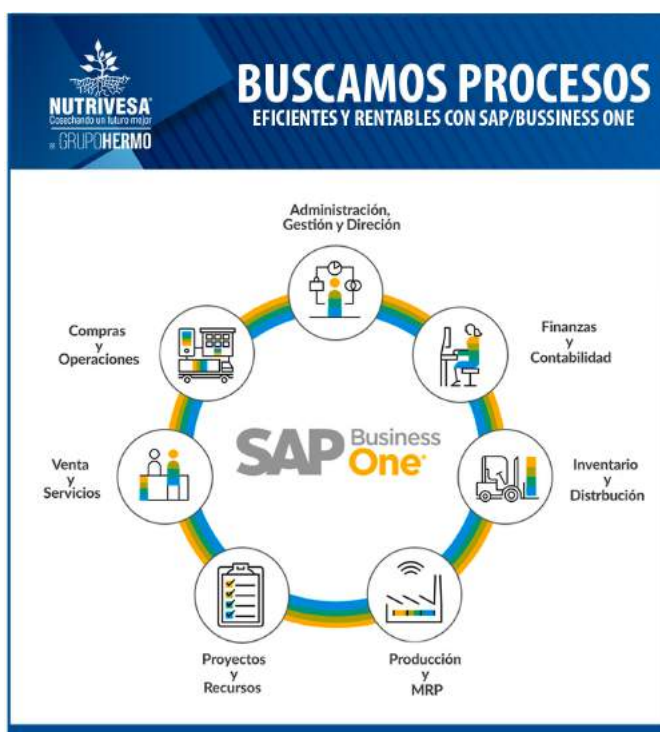 NUTRIVESA
Cosechando un futuro mejor
DE GRUPOHERMO
BUSCAMOS PROCESOS
EFICIENTES Y RENTABLES CON SAP/BUSSINESS ONE
Administración,
Gestión y Direción
Compras
y
Operaciones
Finanzas
y
Contabilidad
SAP Business
One
Venta
y
Servicios
Inventario
y
Distrbución
Proyectos
y
Recursos
Producción
y
MRP